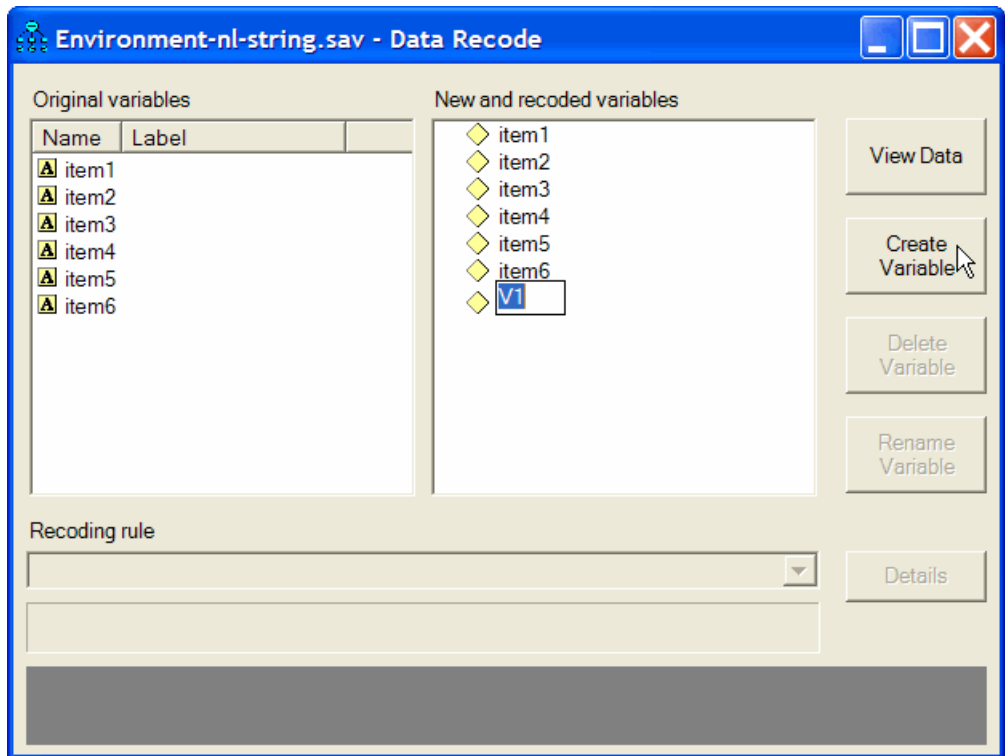 Environment-nl-string.sav - Data Recode
Original variables
Name Label
A item1
A item2
A item3
A item4
A item5
A item6
New and recoded variables
item1
item2
item3
item4
item5
item6
V1
View Data
Create
Variable
Delete
Variable
Rename
Variable
Recoding rule
Details